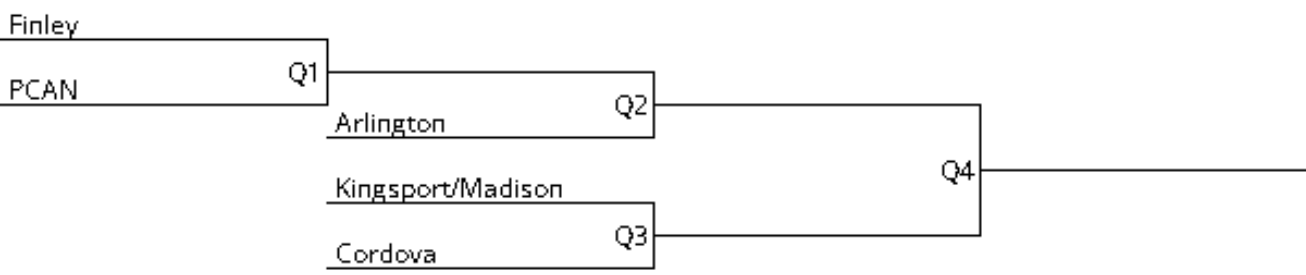 Finley
Q1
PCAN
Q2
Arlington
Q4
Kingsport/Madison
Q3
Cordova